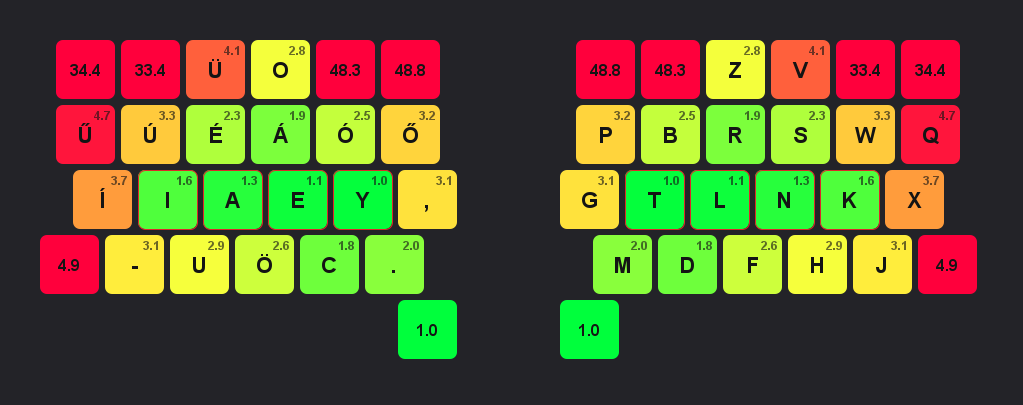 34.4 33.4 Ü 4.1 O 2.8 48.3 48.8 48.8 48.3 Z 2.8 V 4.1 33.4 34.4
Ű 4.7 Ú 3.3 É 2.3 Á 1.9 Ó 2.5 Ő 3.2 P 3.2 B 2.5 R 1.9 S 2.3 W 3.3 Q 4.7
Í 3.7 I 1.6 A 1.3 E 1.1 Y 1.0 , 3.1 G 3.1 T 1.0 L 1.1 N 1.3 K 1.6 X 3.7
4.9 - 3.1 U 2.9 Ö 2.6 C 1.8 . 2.0 M 2.0 D 1.8 F 2.6 H 2.9 J 3.1 4.9
1.0 1.0